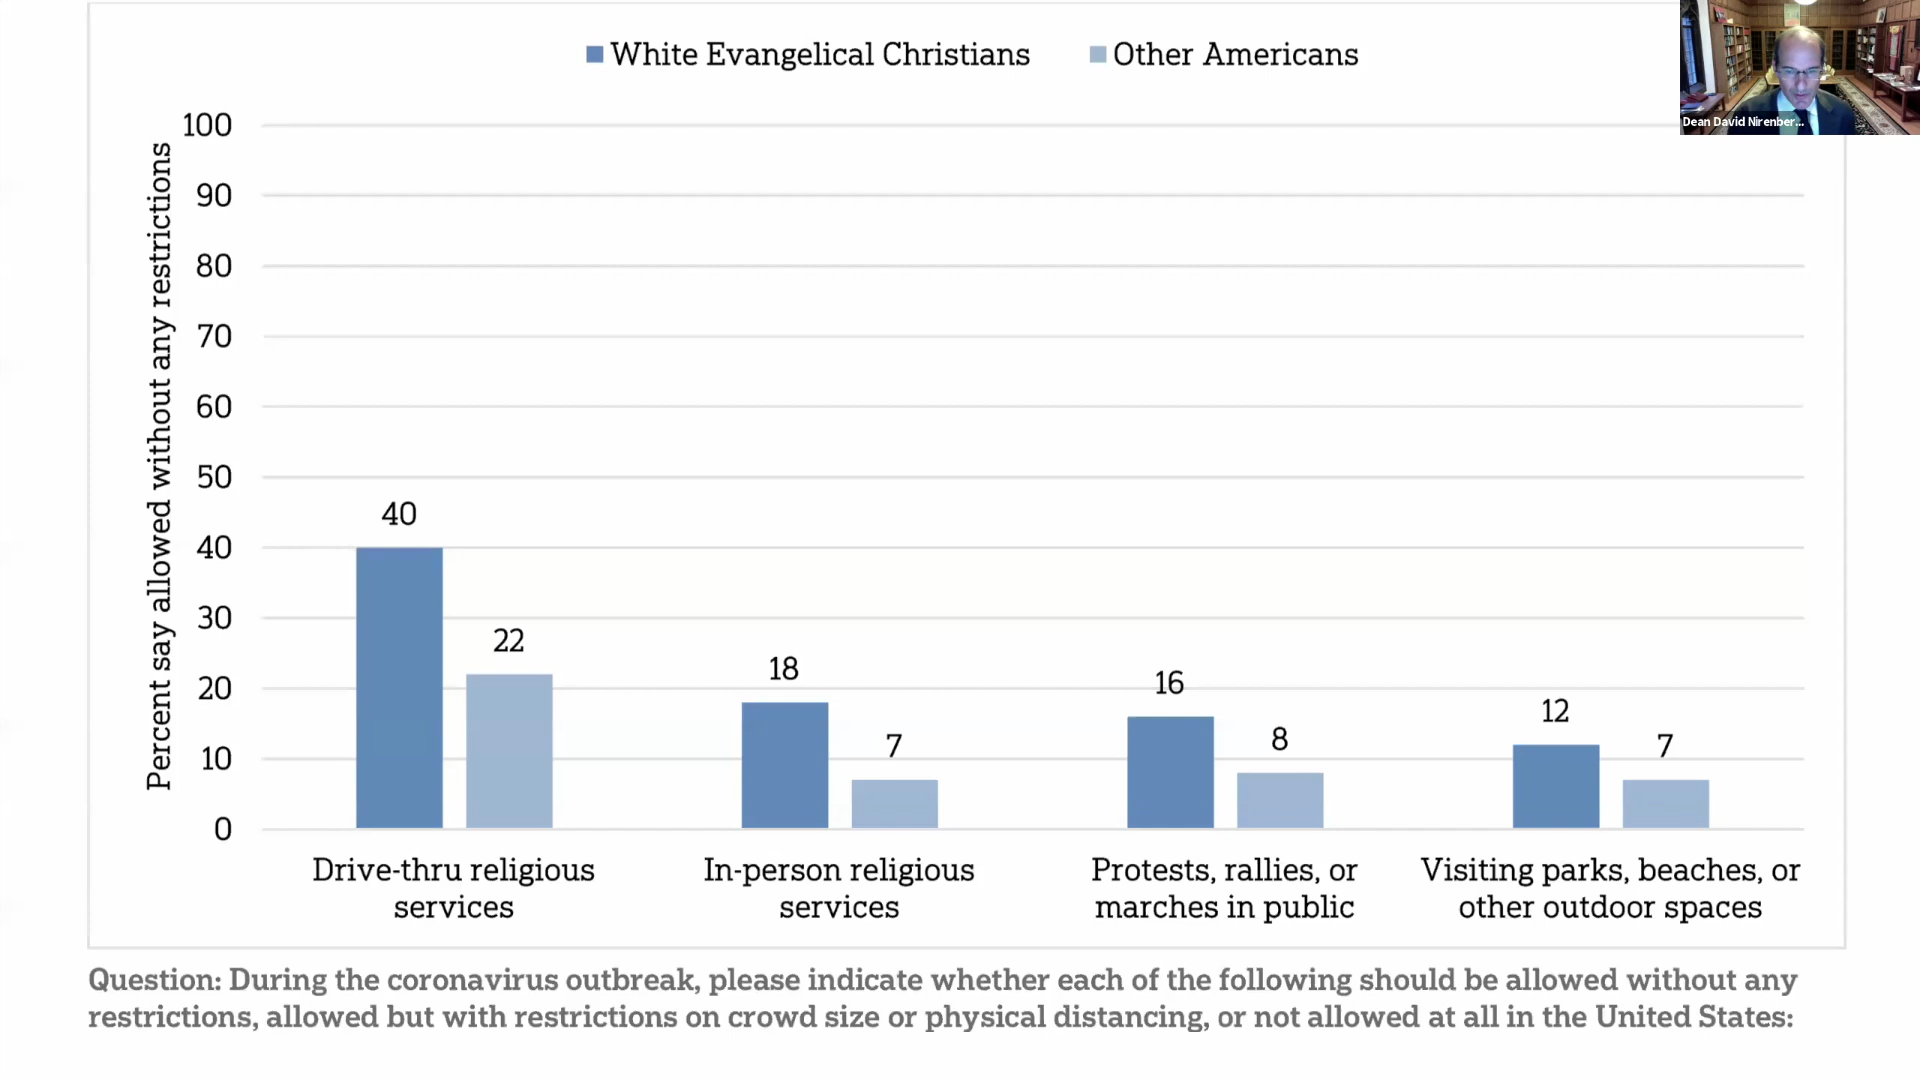 White Evangelical Christians
Other Americans
Dean David Nirenber...
Percent say allowed without any restrictions
100
90
80
70
60
50
40
30
20
10
0
40
22
18
7
16
8
12
7
Drive-thru religious
services
In-person religious
services
Protests, rallies, or
marches in public
Visiting parks, beaches, or
other outdoor spaces
Question: During the coronavirus outbreak, please indicate whether each of the following should be allowed without any
restrictions, allowed but with restrictions on crowd size or physical distancing, or not allowed at all in the United States: